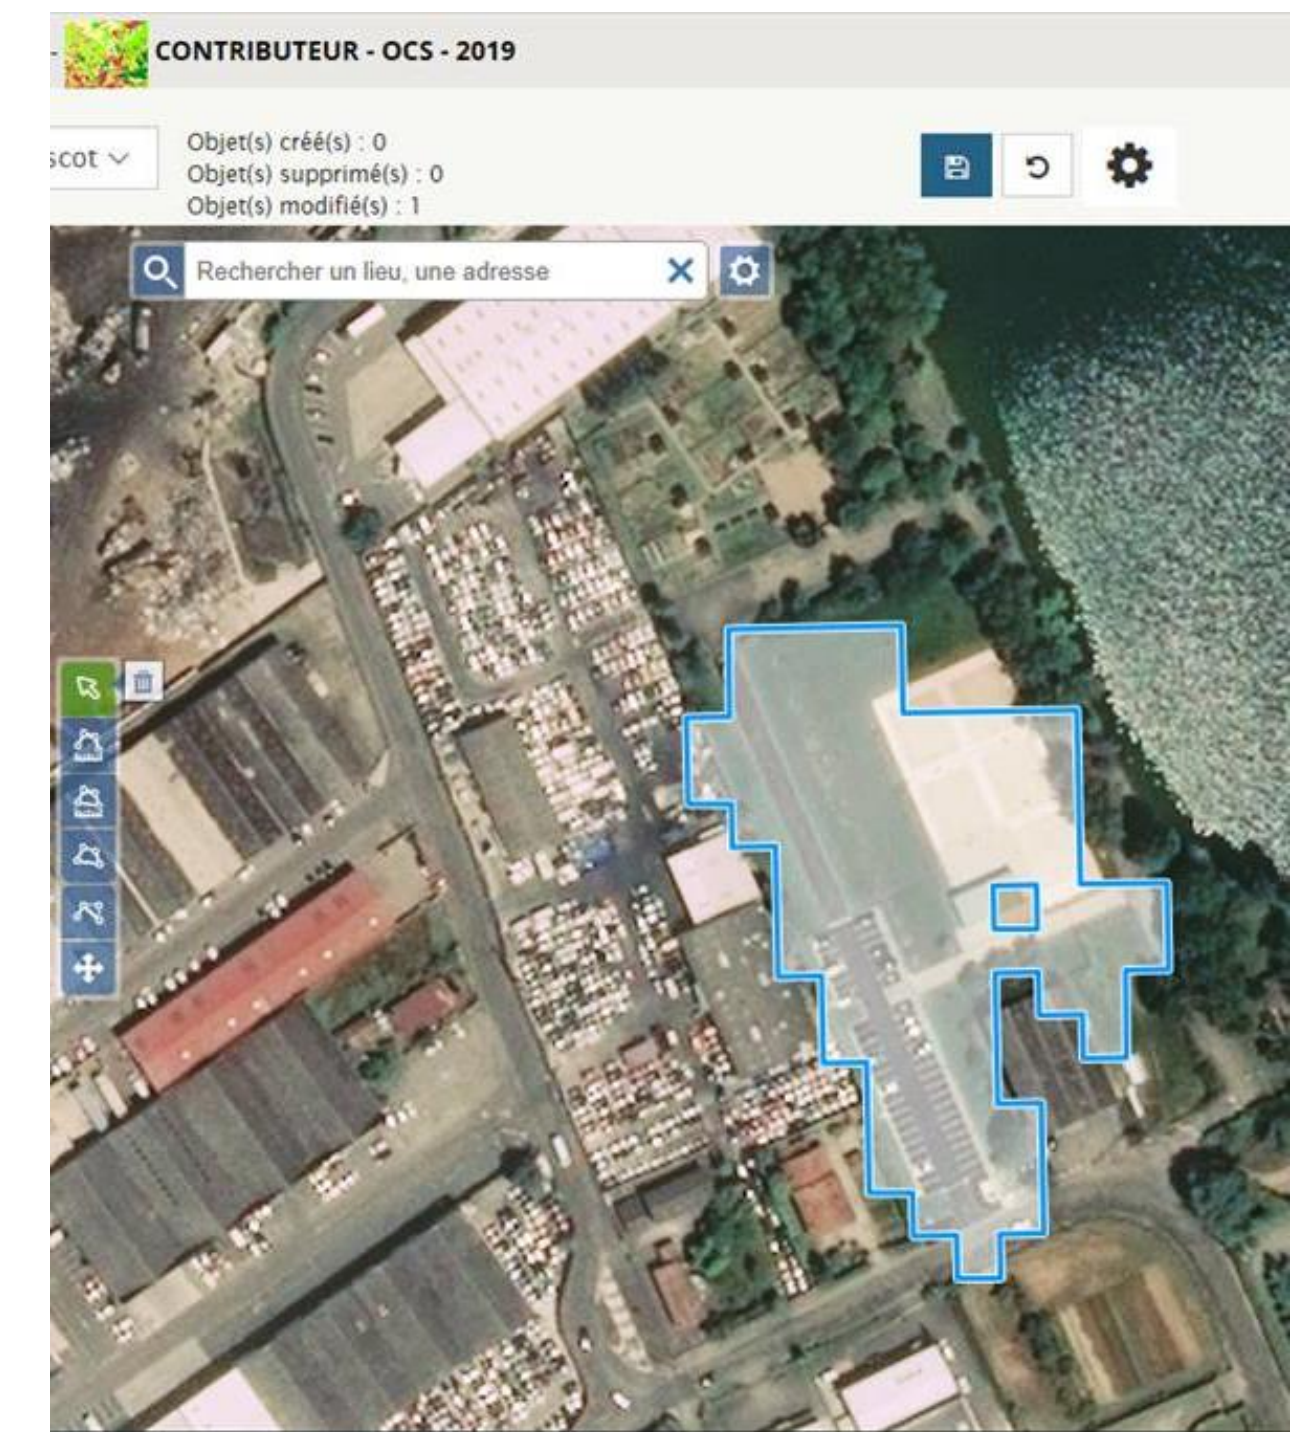 - CONTRIBUTEUR - OCS - 2019
scot
Objet(s) créé(s) : 0
Objet(s) supprimé(s) : 0
Objet(s) modifié(s) : 1
Rechercher un lieu, une adresse